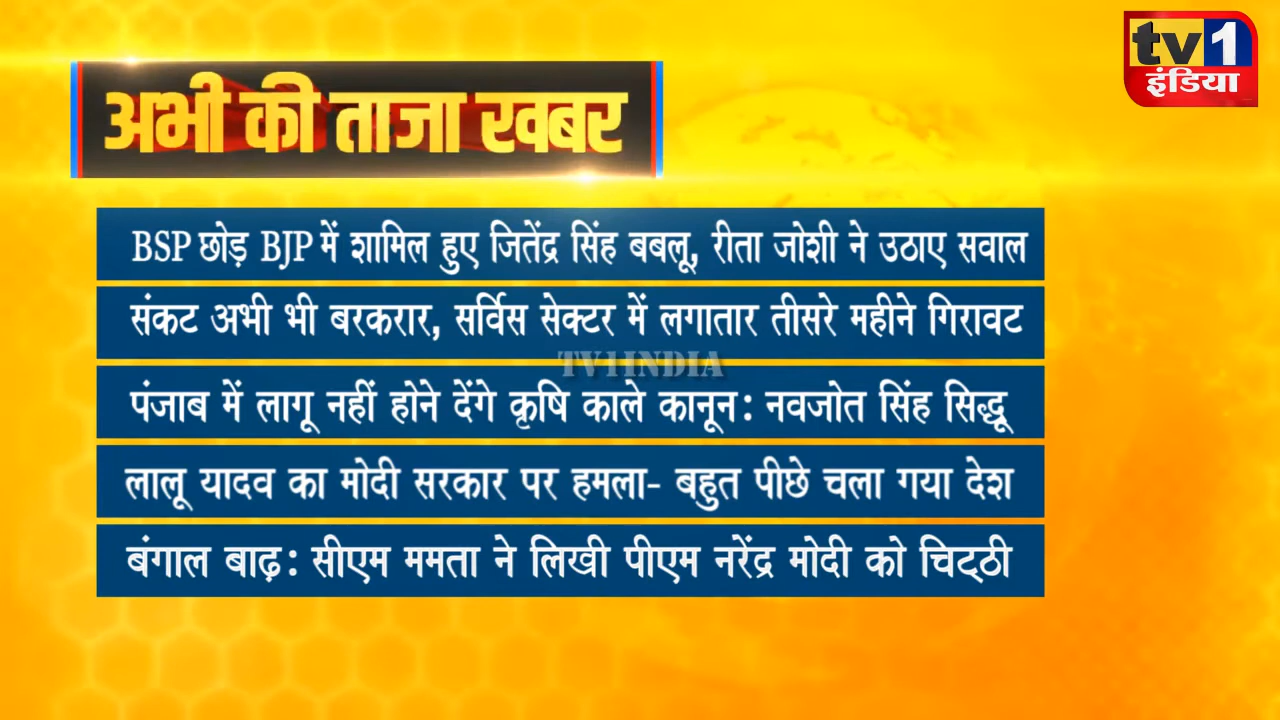 tv1
इंडिया
अभी की ताजा खबर
BSP छोड़ BJP में शामिल हुए जितेंद्र सिंह बबलू, रीता जोशी ने उठाए सवाल
संकट अभी भी बरकरार, सर्विस सेक्टर में लगातार तीसरे महीने गिरावट
TV1INDIA
पंजाब में लागू नहीं होने देंगे कृषि काले कानून: नवजोत सिंह सिद्धू
लालू यादव का मोदी सरकार पर हमला- बहुत पीछे चला गया देश
बंगाल बाढ़: सीएम ममता ने लिखी पीएम नरेंद्र मोदी को चिट्ठी